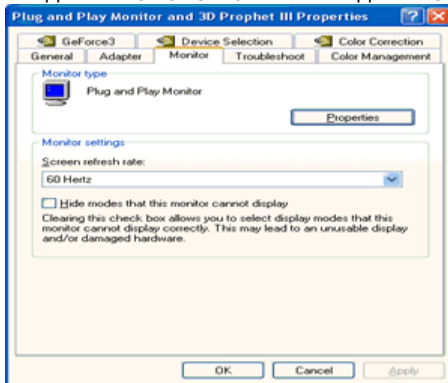 Plug and Play Monitor and 3D Prophet III Properties
GeForce3 Device Selection Color Correction
General Adapter Monitor Troubleshoot Color Management
Monitor type
Plug and Play Monitor
Properties
Monitor settings
Screen refresh rate:
60 Hertz
Hide modes that this monitor cannot display
Clearing this check box allows you to select display modes that this
monitor cannot display correctly. This may lead to an unusable display
and/or damaged hardware.
OK Cancel Apply